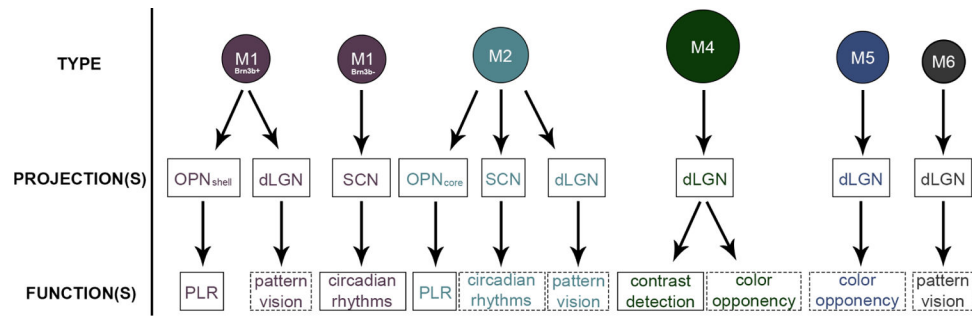 TYPE
M1
Brn3b+
M1
Brn3b-
M2
M4
M5
M6
PROJECTION(S)
OPNshell
dLGN
SCN
OPNcore
SCN
dLGN
dLGN
dLGN
dLGN
FUNCTION(S)
PLR
pattern
vision
circadian
rhythms
PLR
circadian
rhythms
pattern
vision
contrast
detection
color
opponency
color
opponency
pattern
vision